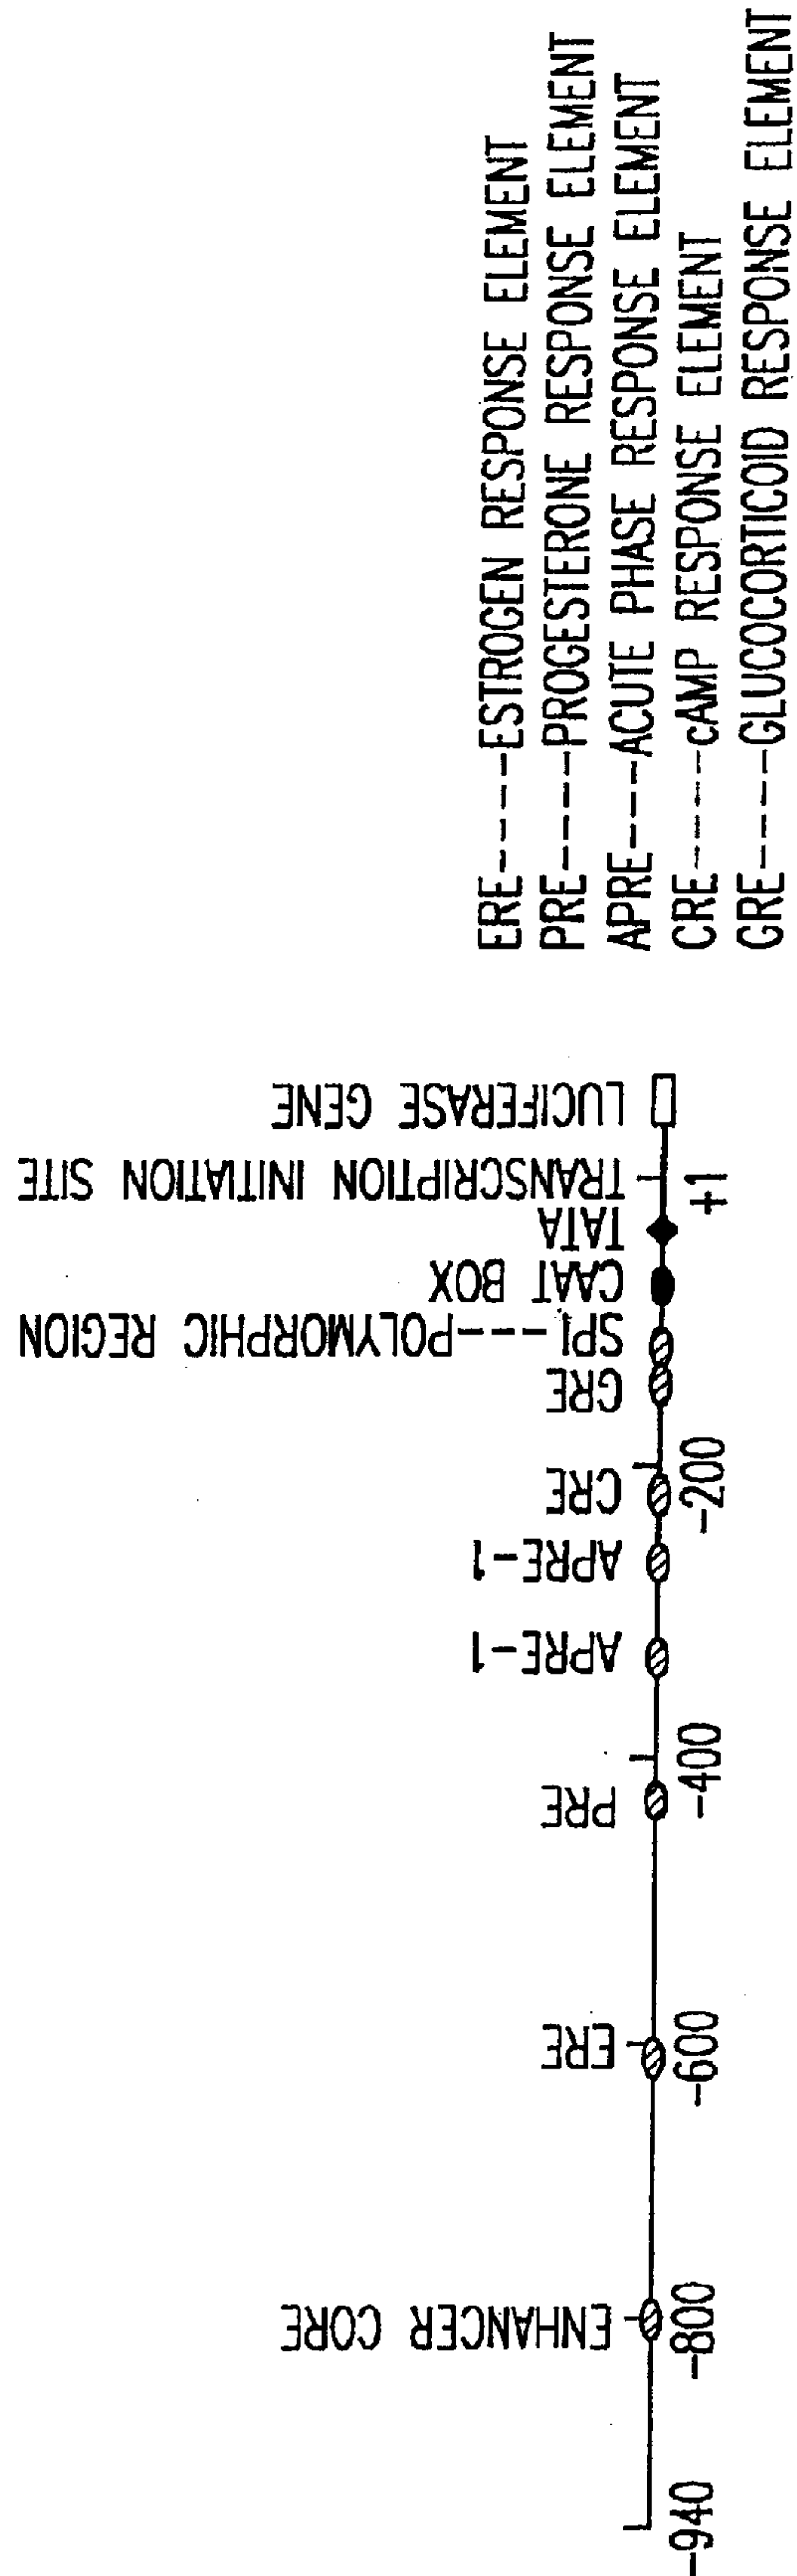 ENHANCER CORE
ERE
PRE
APRE-1
APRE-1
CRE
GRE
SP1---POLYMORPHIC REGION
CAAT BOX
TATA
TRANSCRIPTION INITIATION SITE
LUCIFERASE GENE
-940
-800
-600
-400
-200
+1
ERE----ESTROGEN RESPONSE ELEMENT
PRE----PROGESTERONE RESPONSE ELEMENT
APRE---ACUTE PHASE RESPONSE ELEMENT
CRE----cAMP RESPONSE ELEMENT
GRE----GLUCOCORTICOID RESPONSE ELEMENT